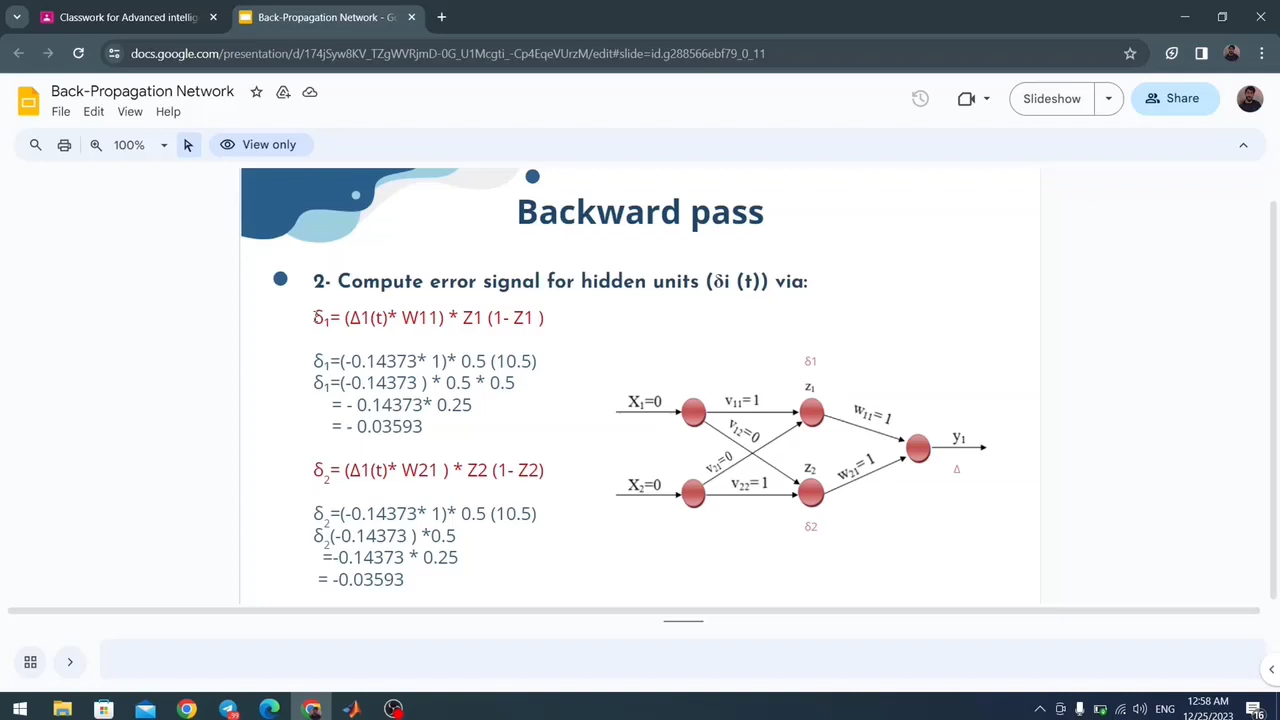 Classwork for Advanced intellig
Back-Propagation Network - Go
docs.google.com/presentation/d/174jSyw8KV_TZgWVRjmD-0G_U1Mcgti_-Cp4EqeVUrzM/edit#slide=id.g288566ebf79_0_11
Back-Propagation Network
File Edit View Help
Slideshow
Share
100%
View only
Backward pass
2- Compute error signal for hidden units (δi (t)) via:
δ1= (Δ1(t)* W11) * Z1 (1- Z1 )
δ1=(-0.14373* 1)* 0.5 (10.5)
δ1=(-0.14373 ) * 0.5 * 0.5
= - 0.14373* 0.25
= - 0.03593
δ2= (Δ1(t)* W21 ) * Z2 (1- Z2)
δ2=(-0.14373* 1)* 0.5 (10.5)
δ2(-0.14373 ) *0.5
=-0.14373 * 0.25
= -0.03593
δ1
z1
X1=0
v11=1
w11=1
v12=0
y1
v21=0
z2
w21=1
Δ
X2=0
v22=1
δ2
ENG
12:58 AM
12/25/2023
16